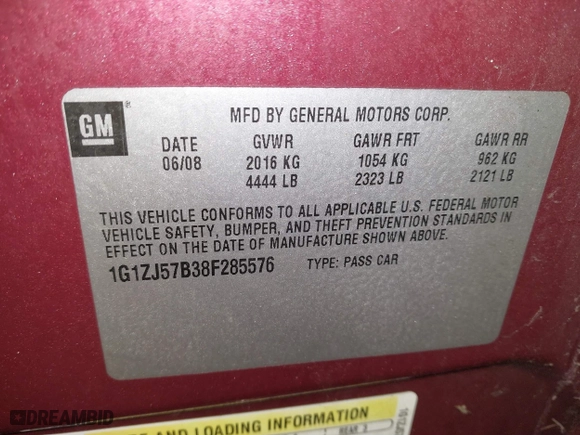 GM
MFD BY GENERAL MOTORS CORP.
DATE GVWR GAWR FRT GAWR RR
06/08 2016 KG 1054 KG 962 KG
4444 LB 2323 LB 2121 LB
THIS VEHICLE CONFORMS TO ALL APPLICABLE U.S. FEDERAL MOTOR
VEHICLE SAFETY, BUMPER, AND THEFT PREVENTION STANDARDS IN
EFFECT ON THE DATE OF MANUFACTURE SHOWN ABOVE.
1G1ZJ57B38F285576 TYPE: PASS CAR
AND LOADING INFORMATION
REAR
DREAMBID